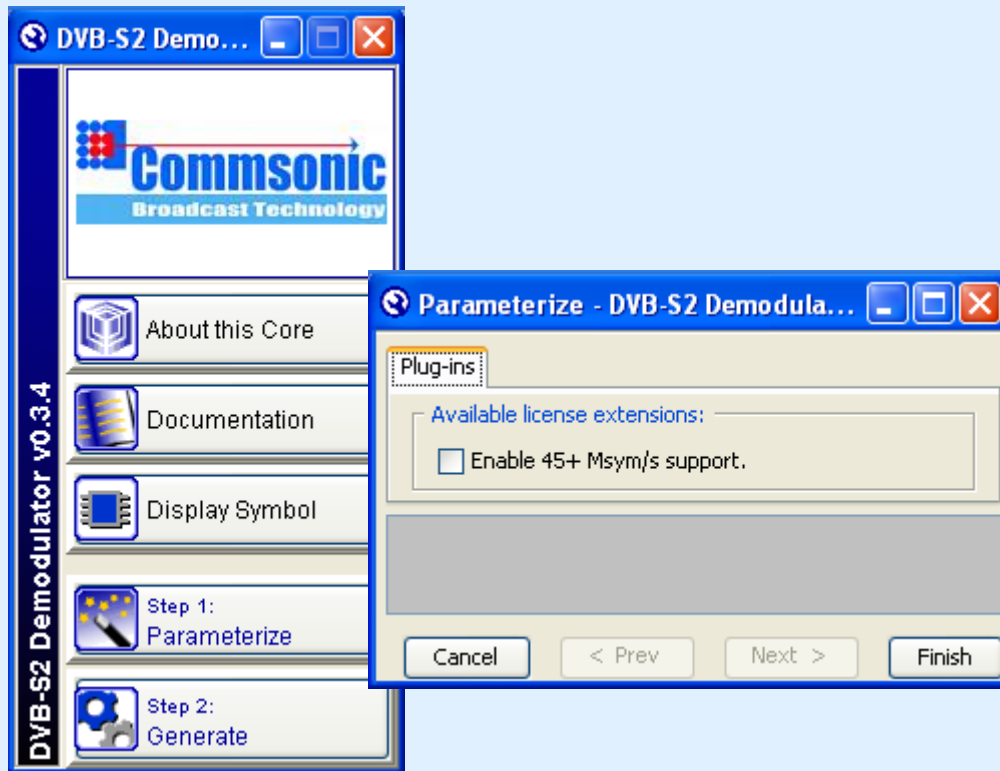 DVB-S2 Demo...
Commsonic
Broadcast Technology
About this Core
Documentation
Display Symbol
Step 1:
Parameterize
Step 2:
Generate
DVB-S2 Demodulator v0.3.4
Parameterize - DVB-S2 Demodula...
Plug-ins
Available license extensions:
Enable 45+ Msym/s support.
Cancel
< Prev
Next >
Finish